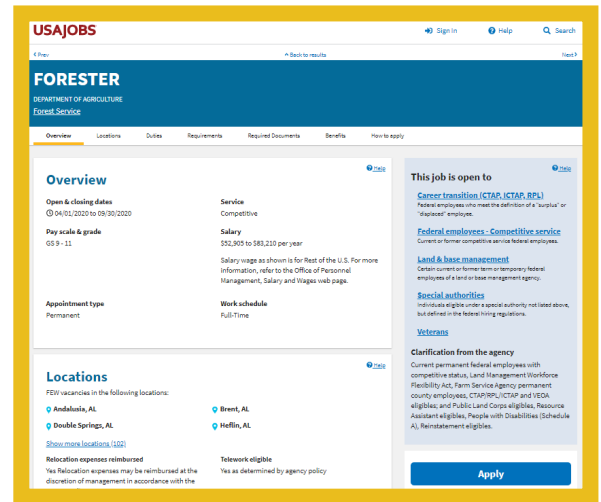 USAJOBS
Sign In Help Search
Prev Back to results Next
FORESTER
DEPARTMENT OF AGRICULTURE
Forest Service
Overview Locations Duties Requirements Required Documents Benefits How to apply
Help
Overview
Open & closing dates
04/01/2020 to 09/30/2020
Service
Competitive
Pay scale & grade
GS 9 - 11
Salary
$52,905 to $83,210 per year
Salary wage as shown is for Rest of the U.S. For more
information, refer to the Office of Personnel
Management, Salary and Wages web page.
Appointment type
Permanent
Work schedule
Full-Time
Help
Locations
FEW vacancies in the following locations:
Andalusia, AL
Brent, AL
Double Springs, AL
Heflin, AL
Show more locations (102)
Relocation expenses reimbursed
Yes Relocation expenses may be reimbursed at the
discretion of management in accordance with the
Telework eligible
Yes as determined by agency policy
Help
This job is open to
Career transition (CTAP, ICTAP, RPL)
Federal employees who meet the definition of a "surplus" or
"displaced" employee.
Federal employees - Competitive service
Current or former competitive service federal employees.
Land & base management
Certain current or former term or temporary federal
employees of a land or base management agency.
Special authorities
Individuals eligible under a special authority not listed above,
but defined in the federal hiring regulations.
Veterans
Clarification from the agency
Current permanent federal employees with
competitive status, Land Management Workforce
Flexibility Act, Farm Service Agency permanent
county employees, CTAP/RPL/ICTAP and VEOA
eligibles; and Public Land Corps eligibles, Resource
Assistant eligibles, People with Disabilities (Schedule
A), Reinstatement eligibles.
Apply